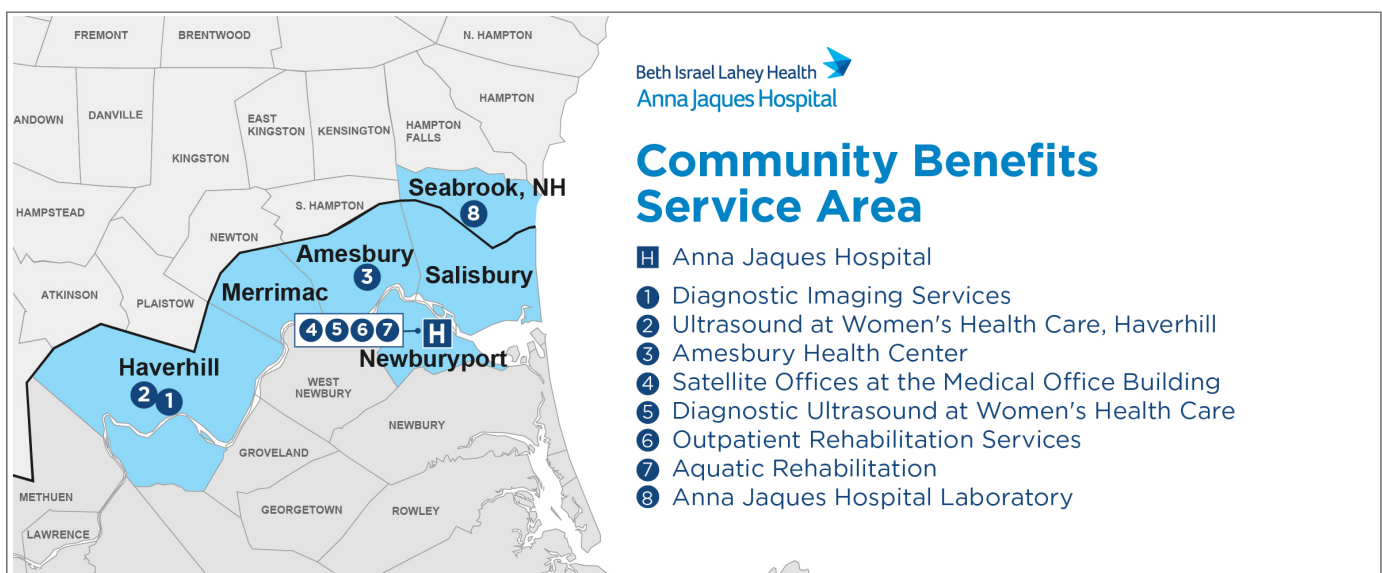 FREMONT
BRENTWOOD
N. HAMPTON
HAMPTON
ANDOWN
DANVILLE
EAST
KINGSTON
KENSINGTON
HAMPTON
FALLS
KINGSTON
Seabrook, NH
8
HAMPSTEAD
S. HAMPTON
NEWTON
Amesbury
3
Salisbury
ATKINSON
PLAISTOW
Merrimac
4 5 6 7
H
Newburyport
Haverhill
2 1
WEST
NEWBURY
NEWBURY
GROVELAND
METHUEN
GEORGETOWN
ROWLEY
LAWRENCE
Beth Israel Lahey Health
Anna Jaques Hospital
Community Benefits
Service Area
H Anna Jaques Hospital
1 Diagnostic Imaging Services
2 Ultrasound at Women's Health Care, Haverhill
3 Amesbury Health Center
4 Satellite Offices at the Medical Office Building
5 Diagnostic Ultrasound at Women's Health Care
6 Outpatient Rehabilitation Services
7 Aquatic Rehabilitation
8 Anna Jaques Hospital Laboratory